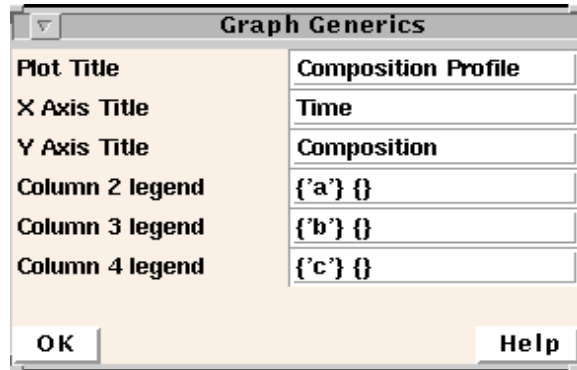 Graph Generics
Plot Title Composition Profile
X Axis Title Time
Y Axis Title Composition
Column 2 legend {'a'} {}
Column 3 legend {'b'} {}
Column 4 legend {'c'} {}
OK Help